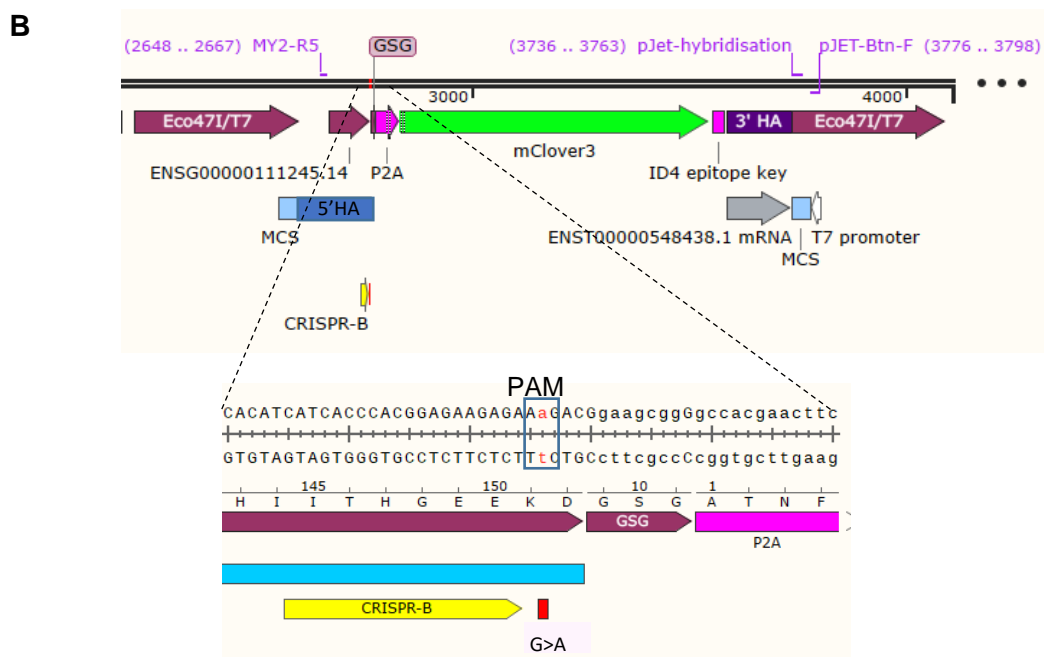 B
(2648 .. 2667) MY2-R5
GSG
(3736 .. 3763) pJet-hybridisation
pJET-Btn-F (3776 .. 3798)
3000
4000
Eco47I/T7
3' HA
Eco47I/T7
mClover3
ENSG00000111245.14
P2A
ID4 epitope key
5'HA
MCS
ENST00000548438.1 mRNA
T7 promoter
MCS
CRISPR-B
PAM
CACATCATCACCCACGGAGAAGAGAAaGACGgaagcggGgccacgaacttc
GTGTAGTAGTGGGTGCCTCTTCTCTTtCTGCcttcgccCcggtgcttgaag
145 150 10 1
H I I T H G E E K D G S G A T N F
GSG
P2A
CRISPR-B
G>A